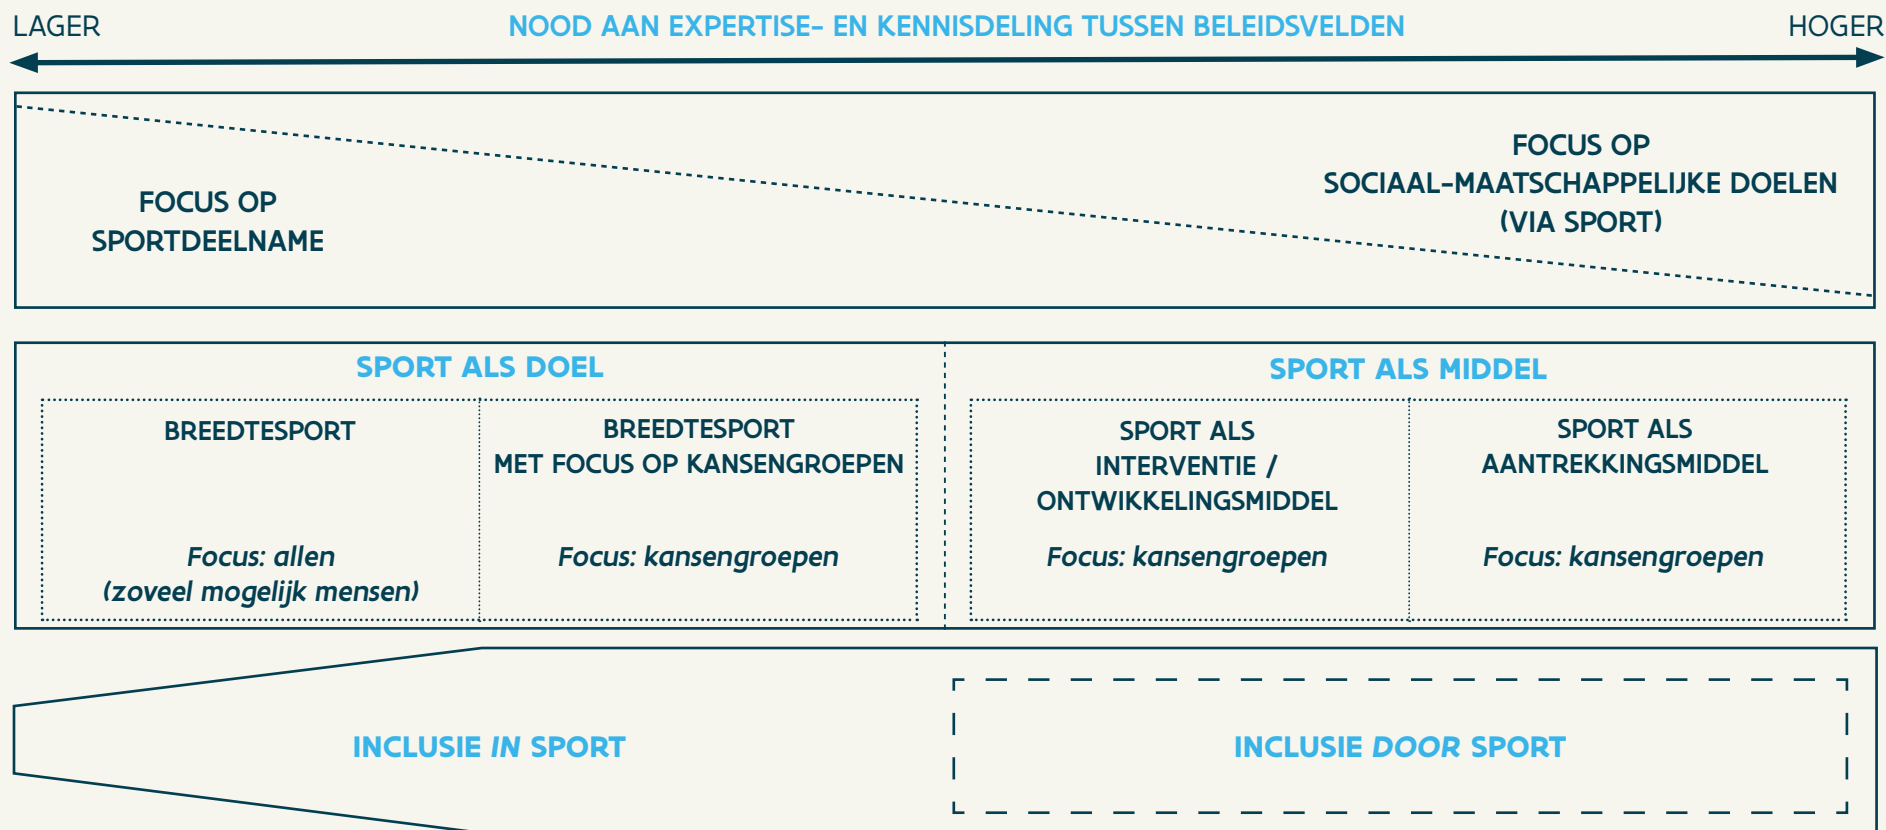 LAGER
NOOD AAN EXPERTISE- EN KENNISDELING TUSSEN BELEIDSVELDEN
HOGER
FOCUS OP
SPORTDEELNAME
FOCUS OP
SOCIAAL-MAATSCHAPPELIJKE DOELEN
(VIA SPORT)
SPORT ALS DOEL
BREEDTESPORT
Focus: allen
(zoveel mogelijk mensen)
BREEDTESPORT
MET FOCUS OP KANSENGROEPEN
Focus: kansengroepen
SPORT ALS MIDDEL
SPORT ALS
INTERVENTIE /
ONTWIKKELINGSMIDDEL
Focus: kansengroepen
SPORT ALS
AANTREKKINGSMIDDEL
Focus: kansengroepen
INCLUSIE IN SPORT
INCLUSIE DOOR SPORT